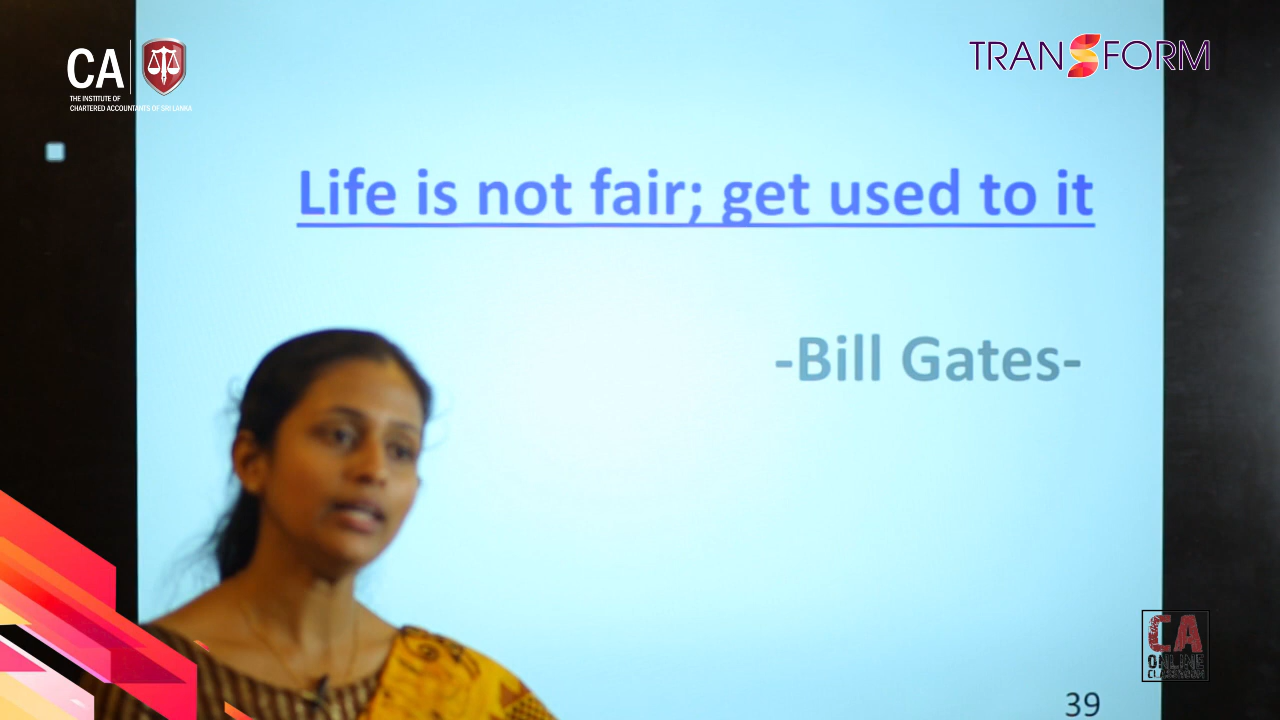 CA
THE INSTITUTE OF
CHARTERED ACCOUNTANTS OF SRI LANKA
TRANSFORM
Life is not fair; get used to it
-Bill Gates-
CA
ONLINE
CLASSROOM
39